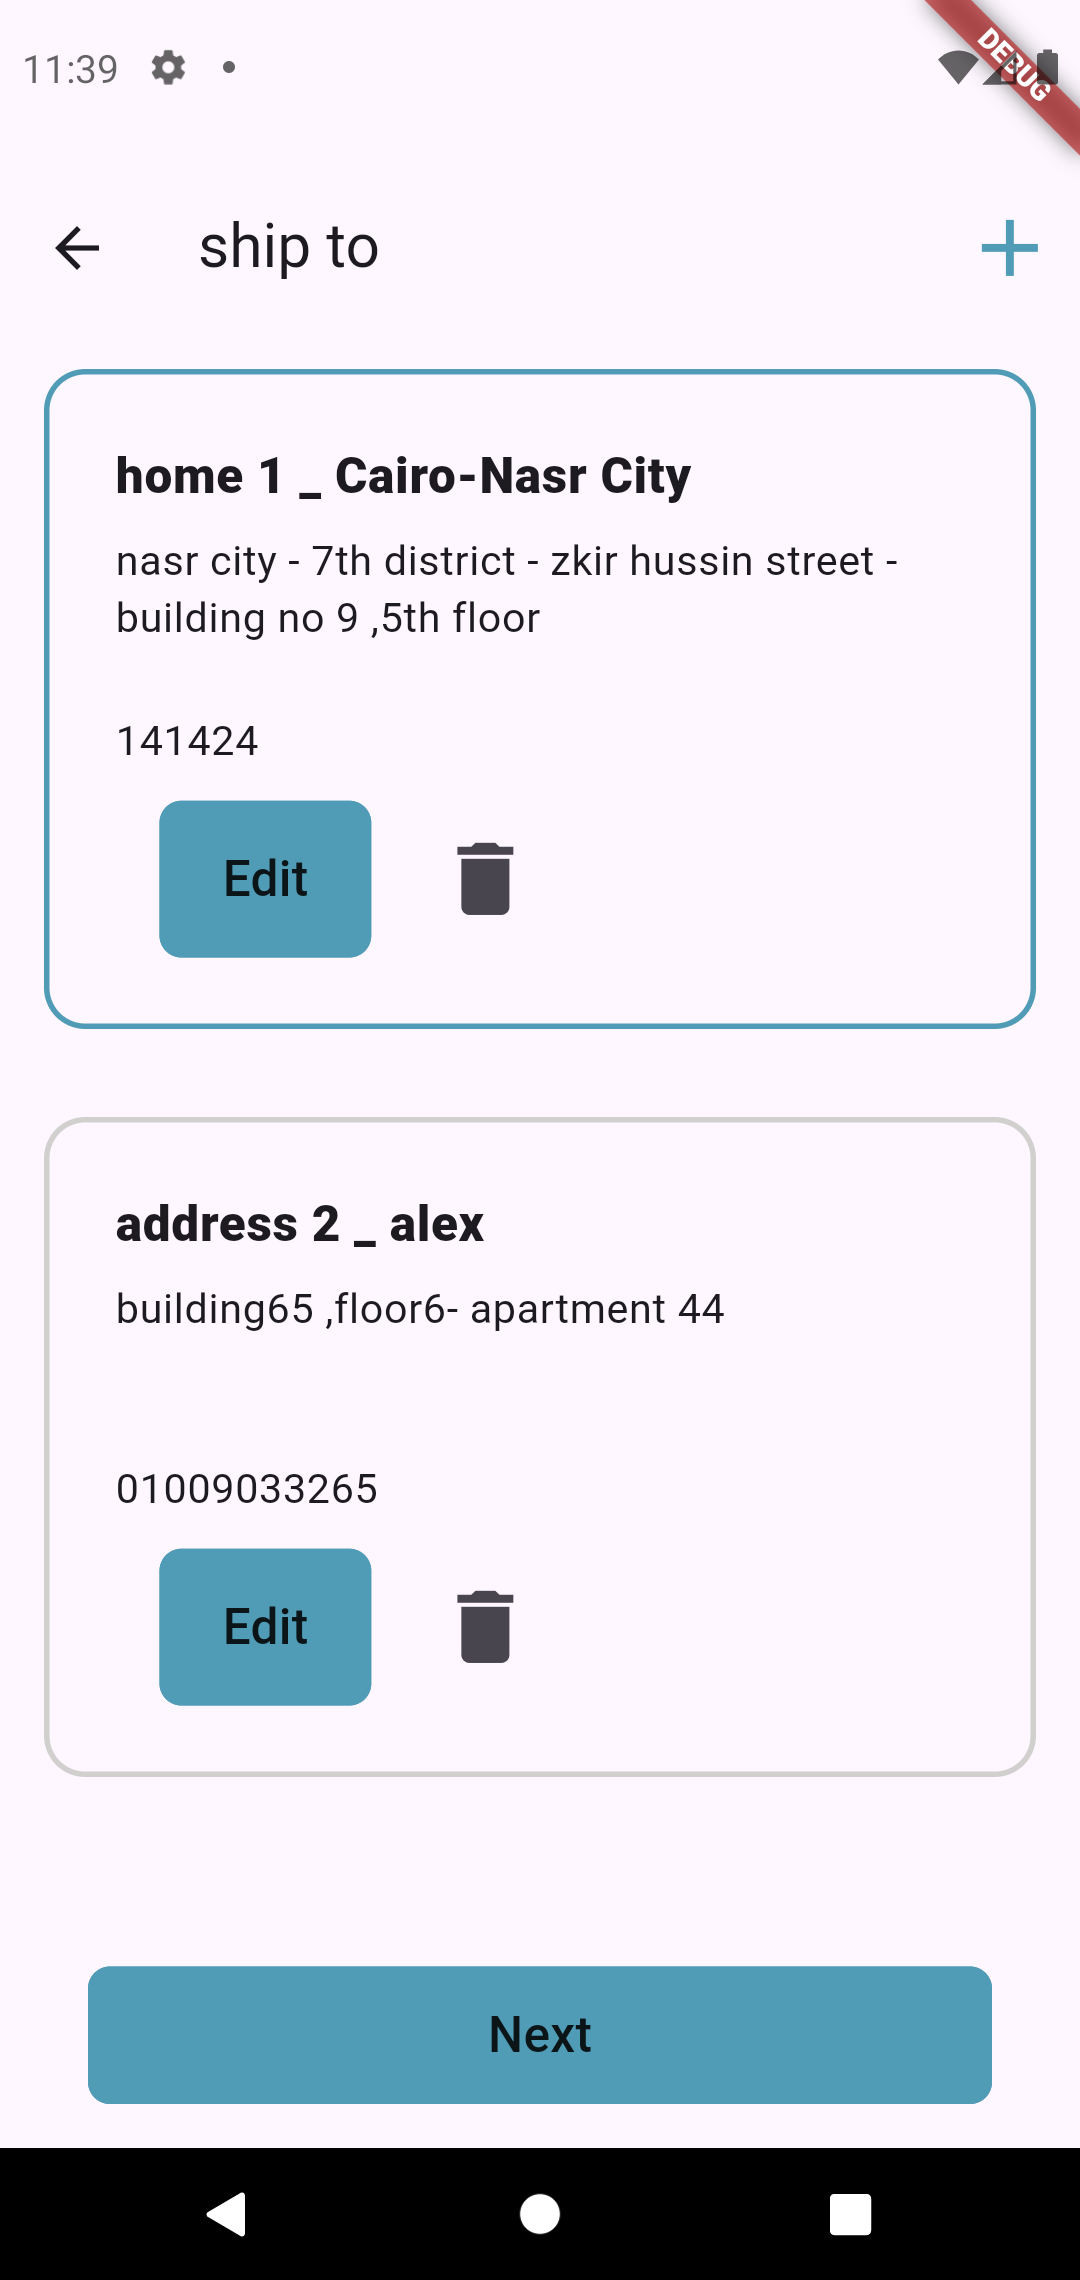 11:39
DEBUG
ship to
home 1 _ Cairo-Nasr City
nasr city - 7th district - zkir hussin street -
building no 9 ,5th floor
141424
Edit
address 2 _ alex
building65 ,floor6- apartment 44
01009033265
Edit
Next